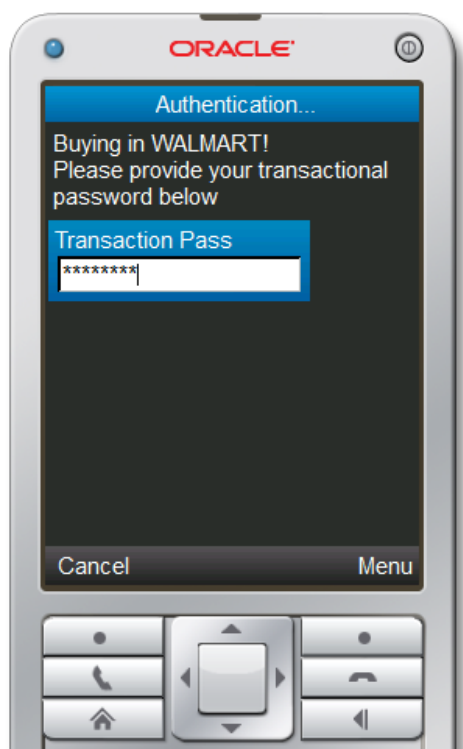 ORACLE
Authentication...
Buying in WALMART!
Please provide your transactional
password below
Transaction Pass
********
Cancel
Menu